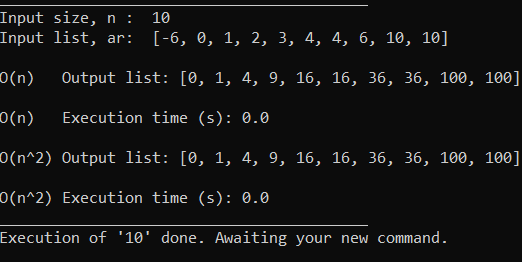 Input size, n :  10
Input list, ar:  [-6, 0, 1, 2, 3, 4, 4, 6, 10, 10]
O(n)   Output list: [0, 1, 4, 9, 16, 16, 36, 36, 100, 100]
O(n)   Execution time (s): 0.0
O(n^2) Output list: [0, 1, 4, 9, 16, 16, 36, 36, 100, 100]
O(n^2) Execution time (s): 0.0
Execution of '10' done. Awaiting your new command.